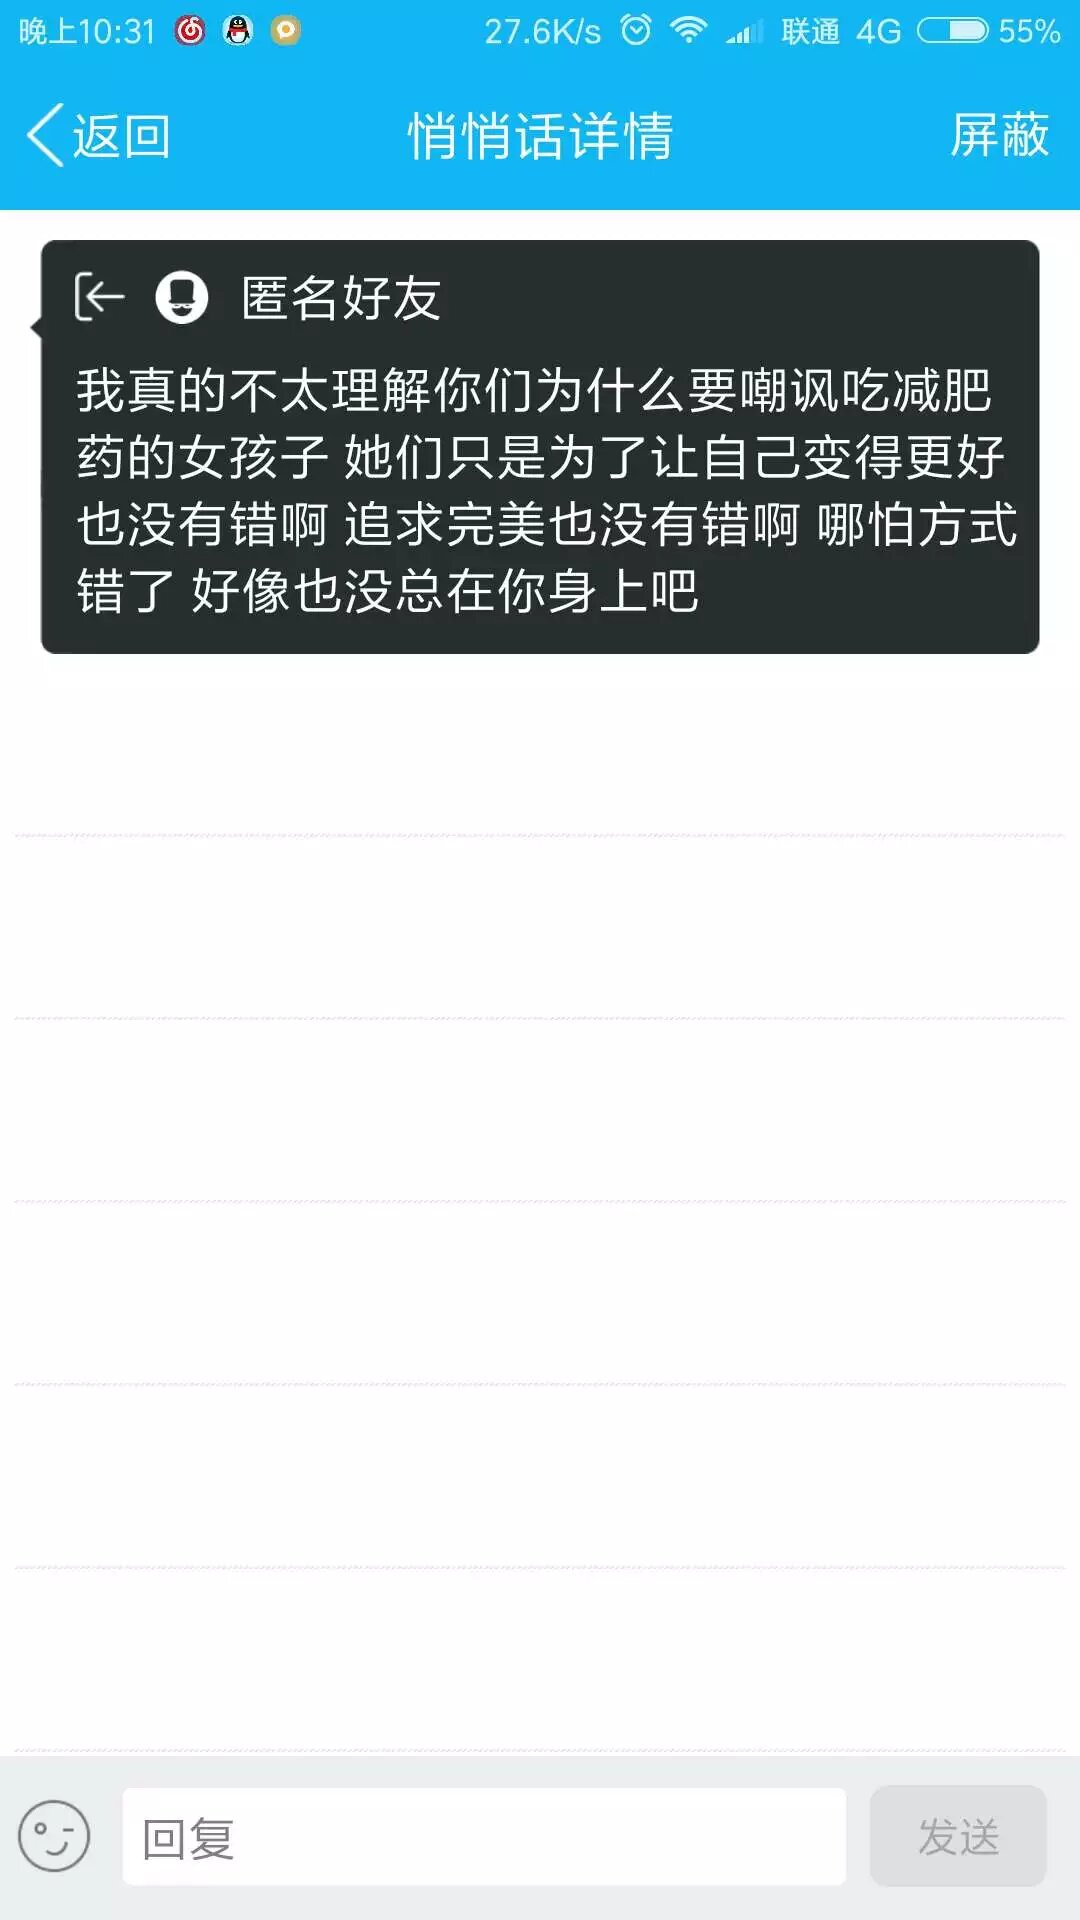 晚上10:31 27.6K/s 联通 4G 55%
返回 悄悄话详情 屏蔽
匿名好友
我真的不太理解你们为什么要嘲讽吃减肥
药的女孩子 她们只是为了让自己变得更好
也没有错啊 追求完美也没有错啊 哪怕方式
错了 好像也没总在你身上吧
回复 发送